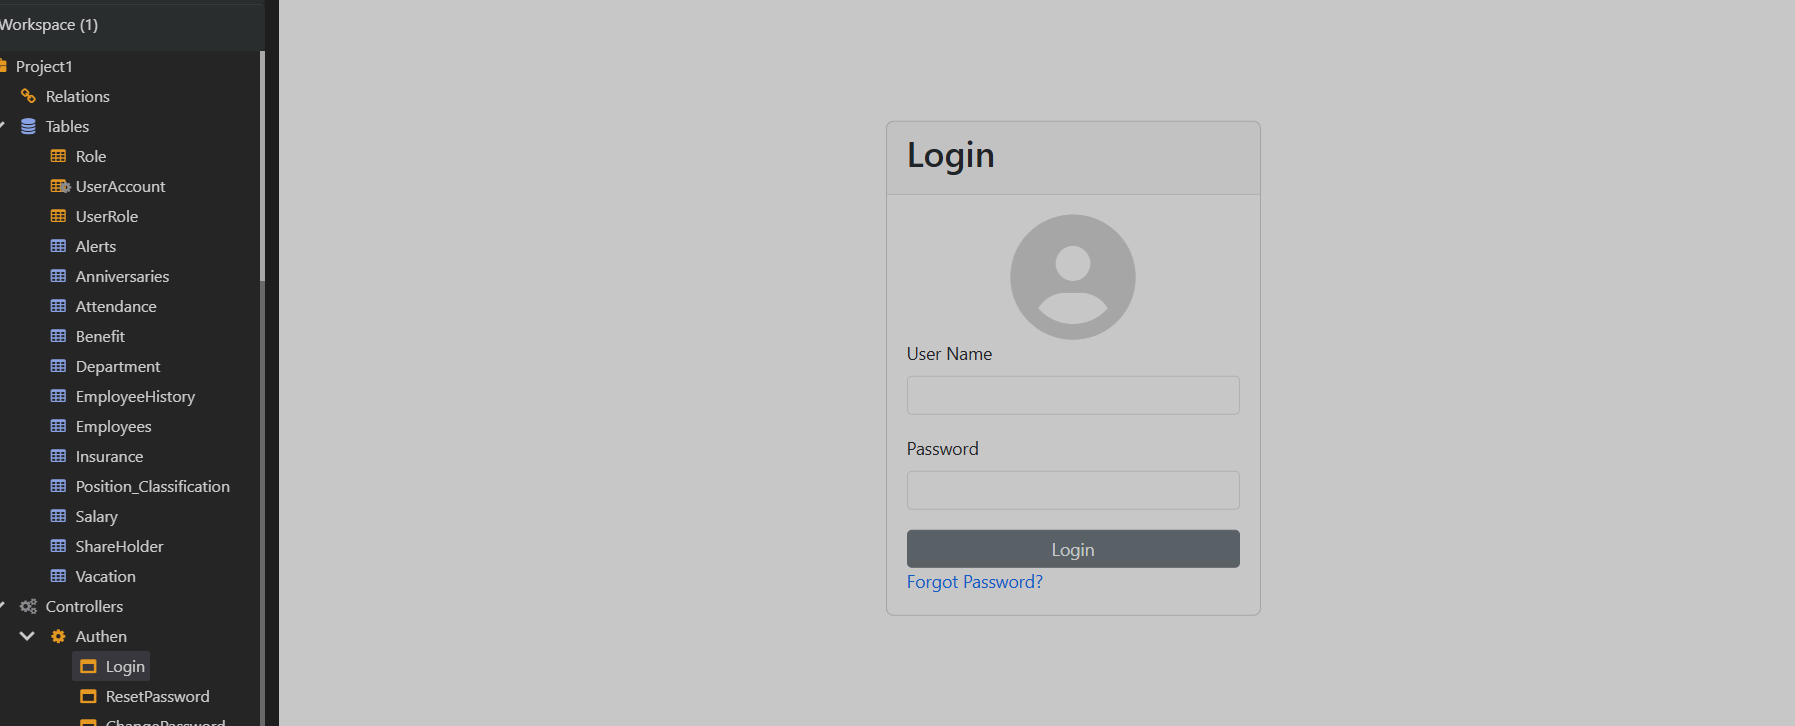 Workspace (1)
Project1
Relations
Tables
Role
UserAccount
UserRole
Alerts
Anniversaries
Attendance
Benefit
Department
EmployeeHistory
Employees
Insurance
Position_Classification
Salary
ShareHolder
Vacation
Controllers
Authen
Login
ResetPassword
ChangePassword
Login
User Name
Password
Login
Forgot Password?